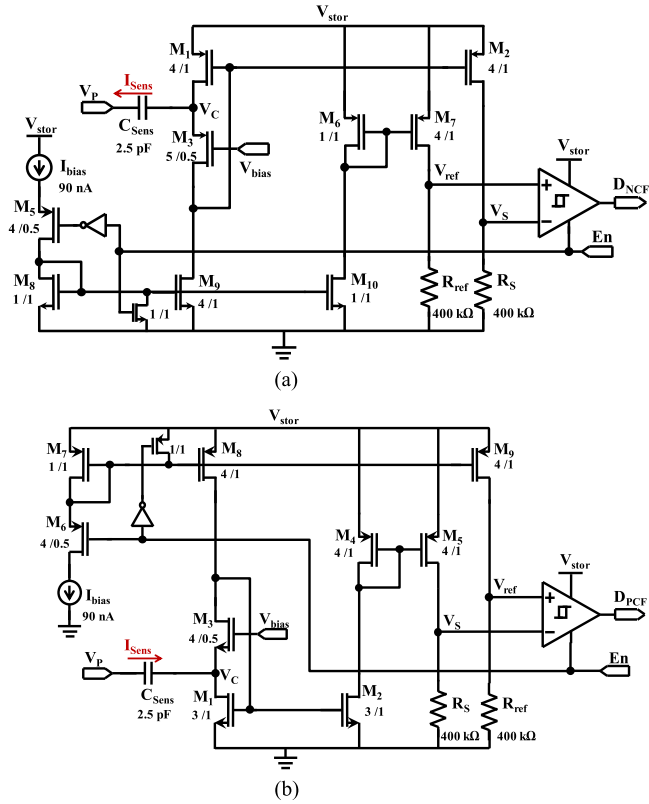 V_stor
M_1
4 /1
M_2
4 /1
I_Sens
V_P
V_C
C_Sens
2.5 pF
M_3
5 /0.5
V_bias
M_6
1 /1
M_7
4 /1
V_stor
I_bias
90 nA
V_stor
V_ref
+
D_NCF
V_S
−
En
M_5
4 /0.5
M_8
1 /1
1 /1
M_9
4 /1
M_10
1 /1
R_ref
400 kΩ
R_S
400 kΩ
(a)
V_stor
M_7
1 /1
1/1
M_8
4 /1
M_9
4 /1
M_6
4 /0.5
M_4
4 /1
M_5
4 /1
I_bias
90 nA
V_stor
V_ref
+
D_PCF
M_3
4 /0.5
V_bias
V_S
−
I_Sens
V_P
V_C
En
C_Sens
2.5 pF
M_1
3 /1
M_2
3 /1
R_S
400 kΩ
R_ref
400 kΩ
(b)